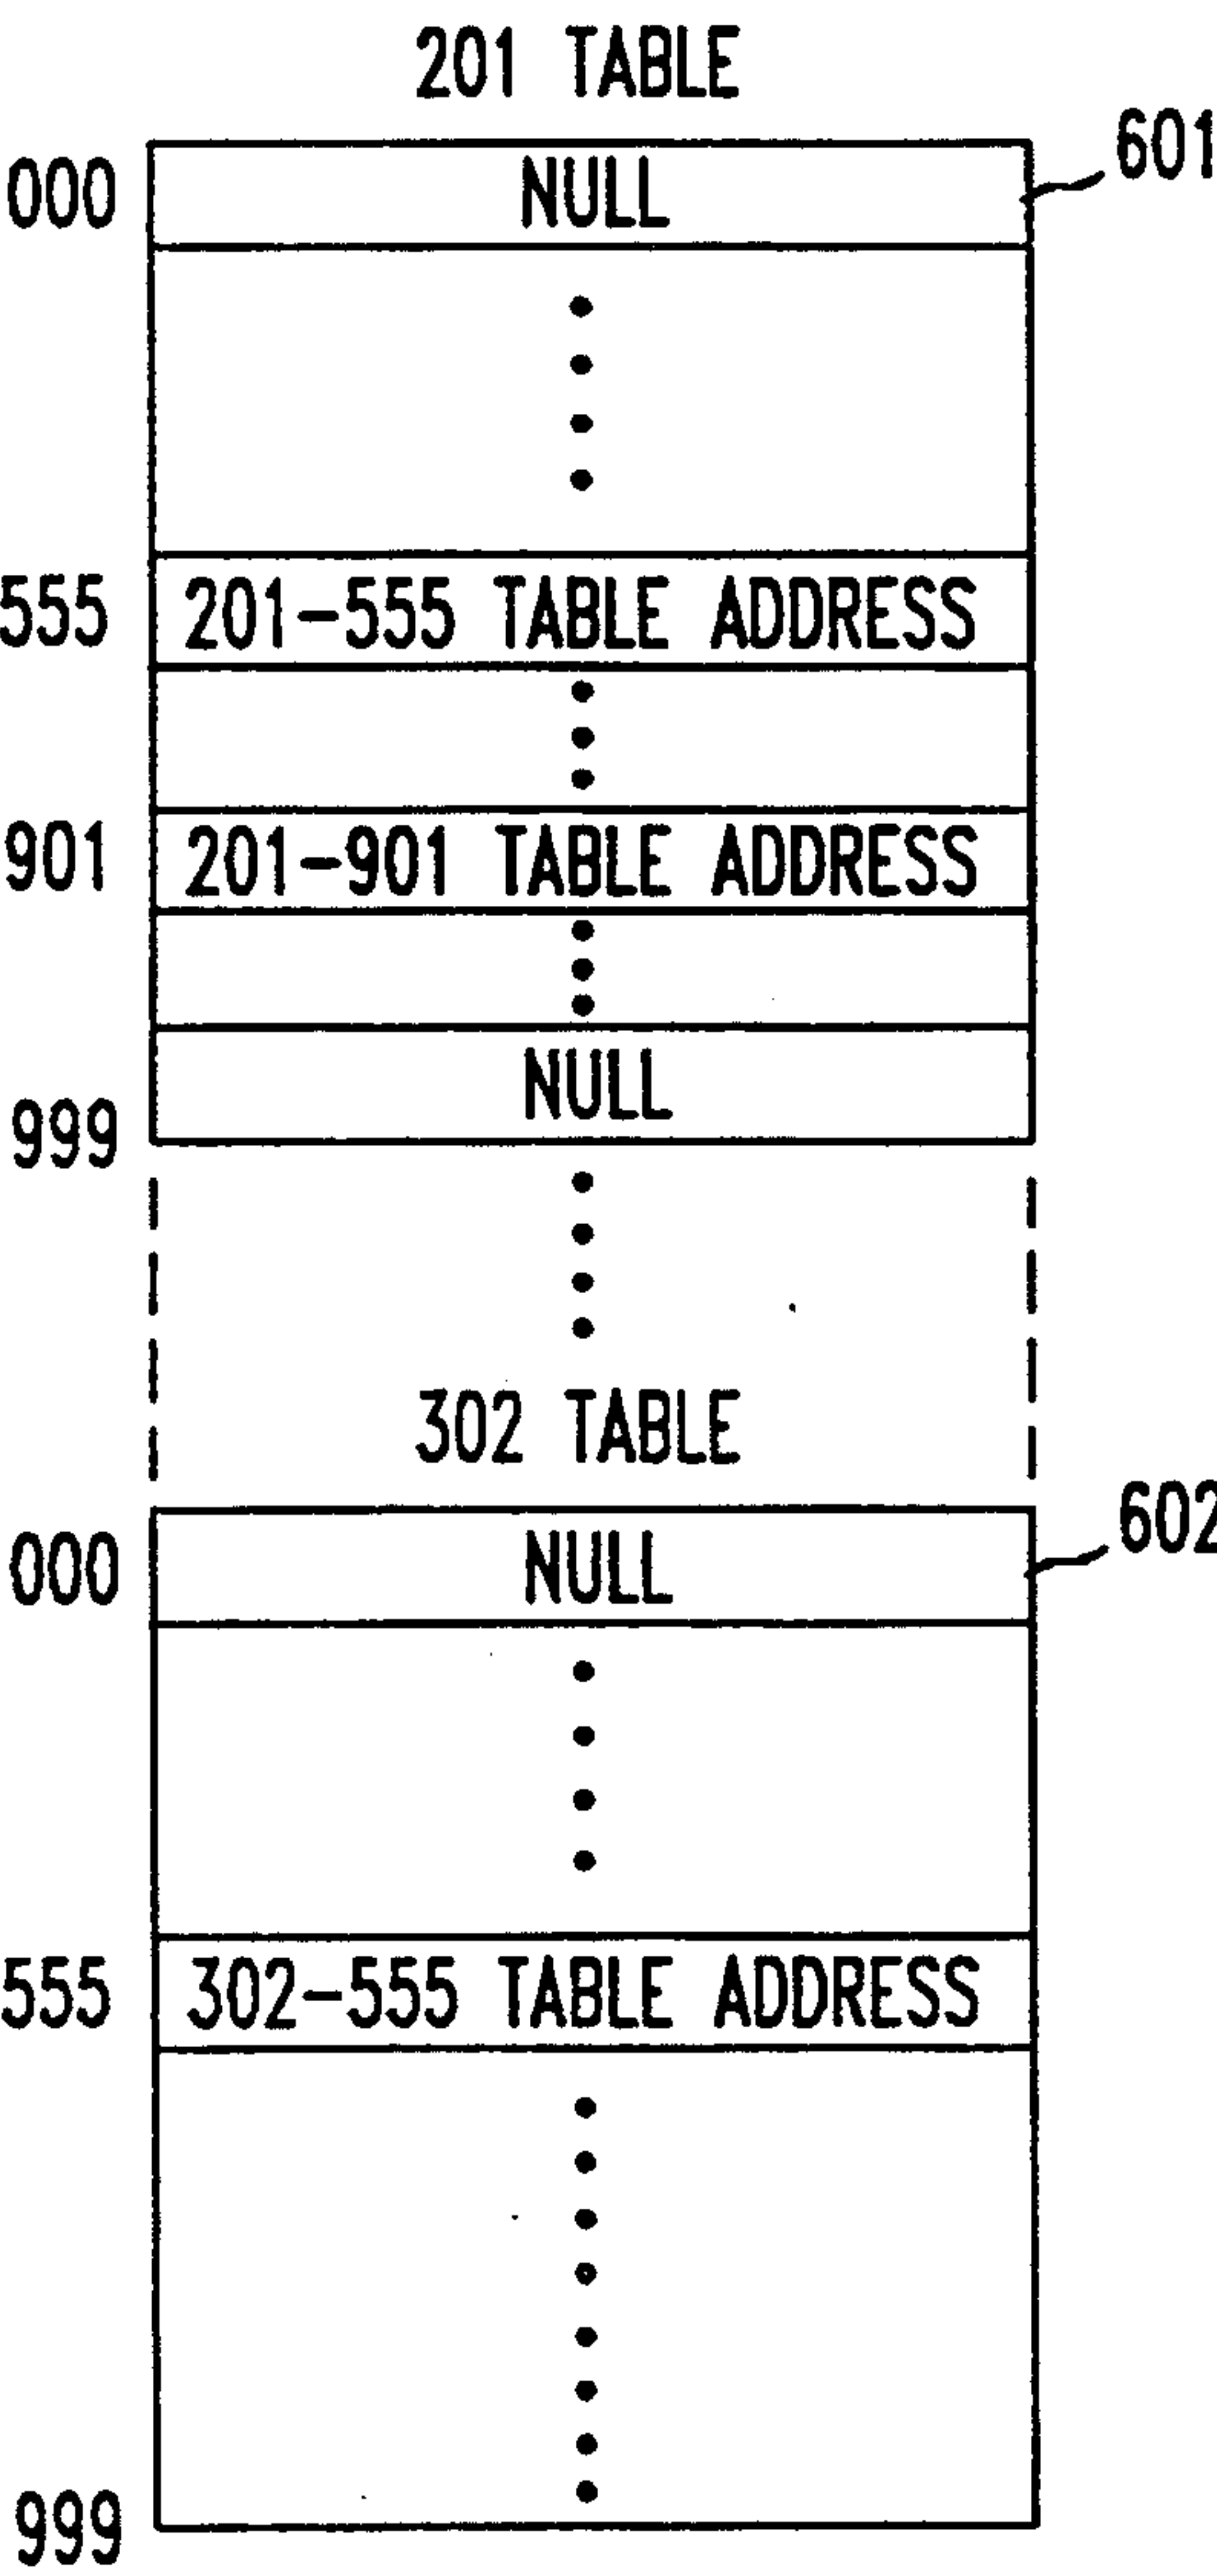 201 TABLE
601
000 NULL
555 201-555 TABLE ADDRESS
901 201-901 TABLE ADDRESS
NULL
999
302 TABLE
602
000 NULL
555 302-555 TABLE ADDRESS
999